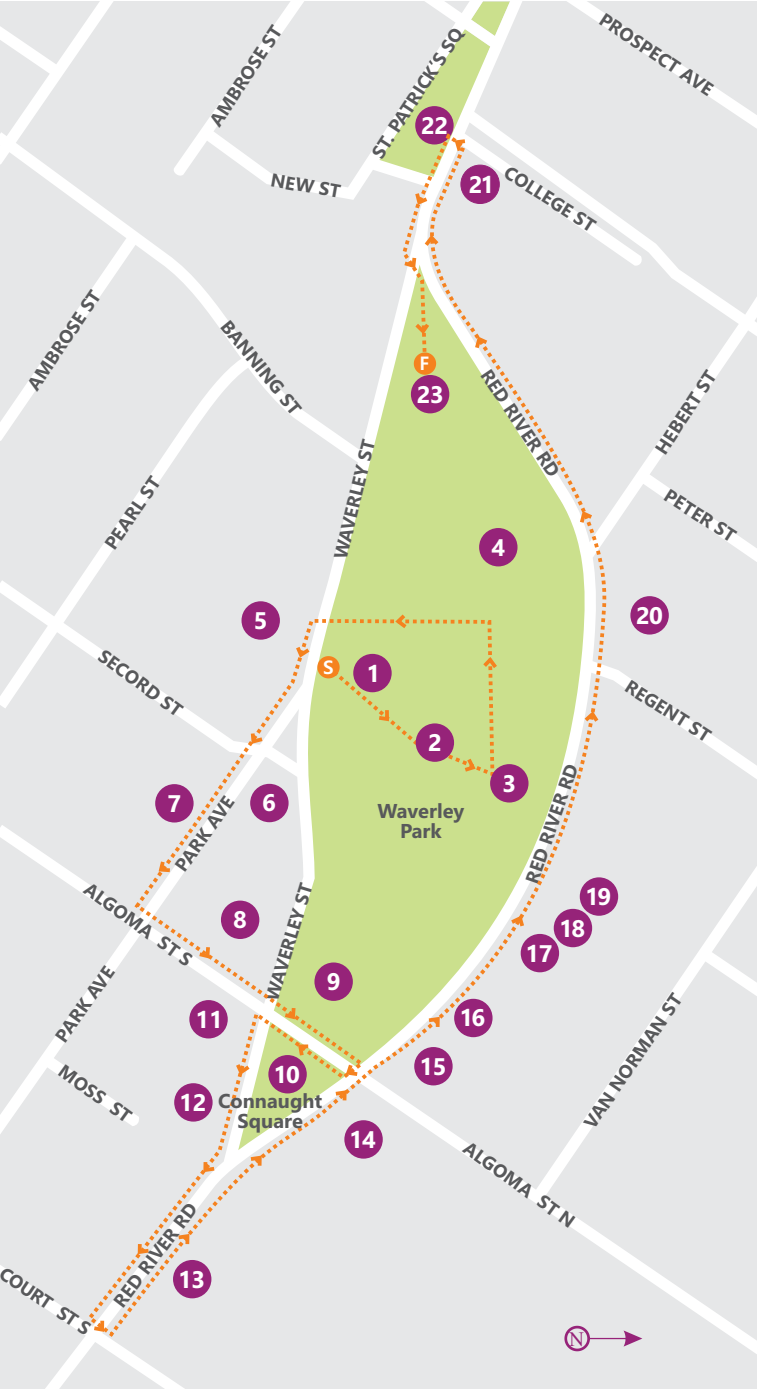 PROSPECT AVE
AMBROSE ST
ST. PATRICK'S SQ
22
NEW ST
21
COLLEGE ST
AMBROSE ST
BANNING ST
F
23
RED RIVER RD
HEBERT ST
WAVERLEY ST
PEARL ST
PETER ST
4
5
20
S
1
SECORD ST
REGENT ST
2
3
7
6
PARK AVE
Waverley
Park
RED RIVER RD
ALGOMA ST S
8
19
18
17
WAVERLEY ST
9
PARK AVE
11
16
VAN NORMAN ST
10
15
MOSS ST
12
Connaught
Square
14
ALGOMA ST N
RED RIVER RD
13
COURT ST S
N